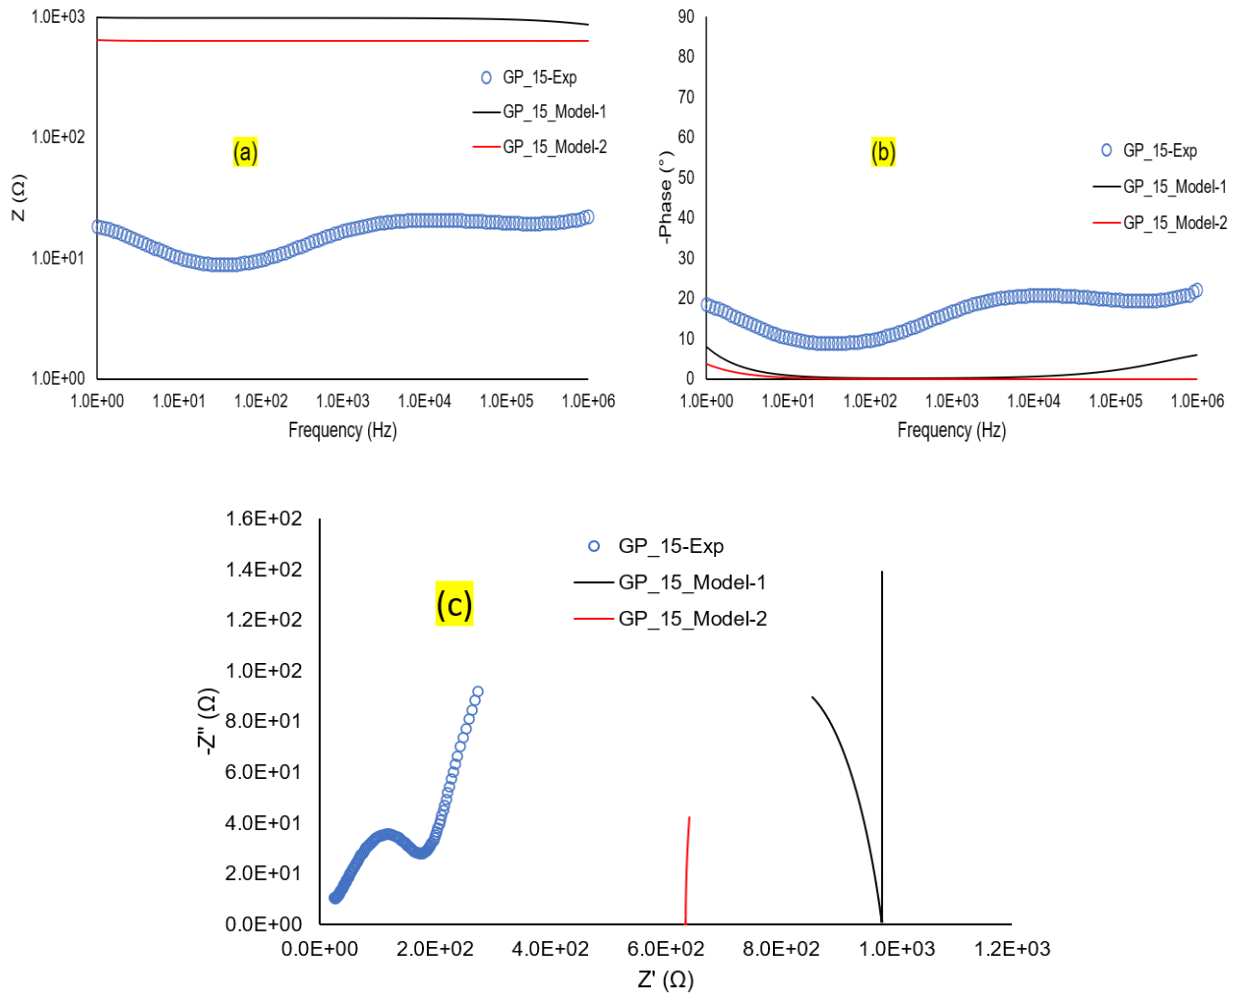 1.0E+03
1.0E+02
1.0E+01
1.0E+00
Z (Ω)
(a)
GP_15-Exp
GP_15_Model-1
GP_15_Model-2
1.0E+00 1.0E+01 1.0E+02 1.0E+03 1.0E+04 1.0E+05 1.0E+06
Frequency (Hz)
90
80
70
60
50
40
30
20
10
0
-Phase (°)
(b)
GP_15-Exp
GP_15_Model-1
GP_15_Model-2
1.0E+00 1.0E+01 1.0E+02 1.0E+03 1.0E+04 1.0E+05 1.0E+06
Frequency (Hz)
1.6E+02
1.4E+02
1.2E+02
1.0E+02
8.0E+01
6.0E+01
4.0E+01
2.0E+01
0.0E+00
-Z'' (Ω)
(c)
GP_15-Exp
GP_15_Model-1
GP_15_Model-2
0.0E+00 2.0E+02 4.0E+02 6.0E+02 8.0E+02 1.0E+03 1.2E+03
Z' (Ω)